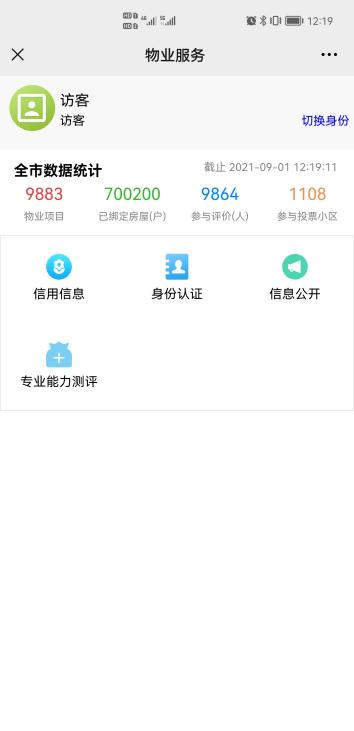 12:19
物业服务
访客
访客
切换身份
全市数据统计
截止 2021-09-01 12:19:11
9883 700200 9864 1108
物业项目 已绑定房屋(户) 参与评价(人) 参与投票小区
信用信息 身份认证 信息公开
专业能力测评